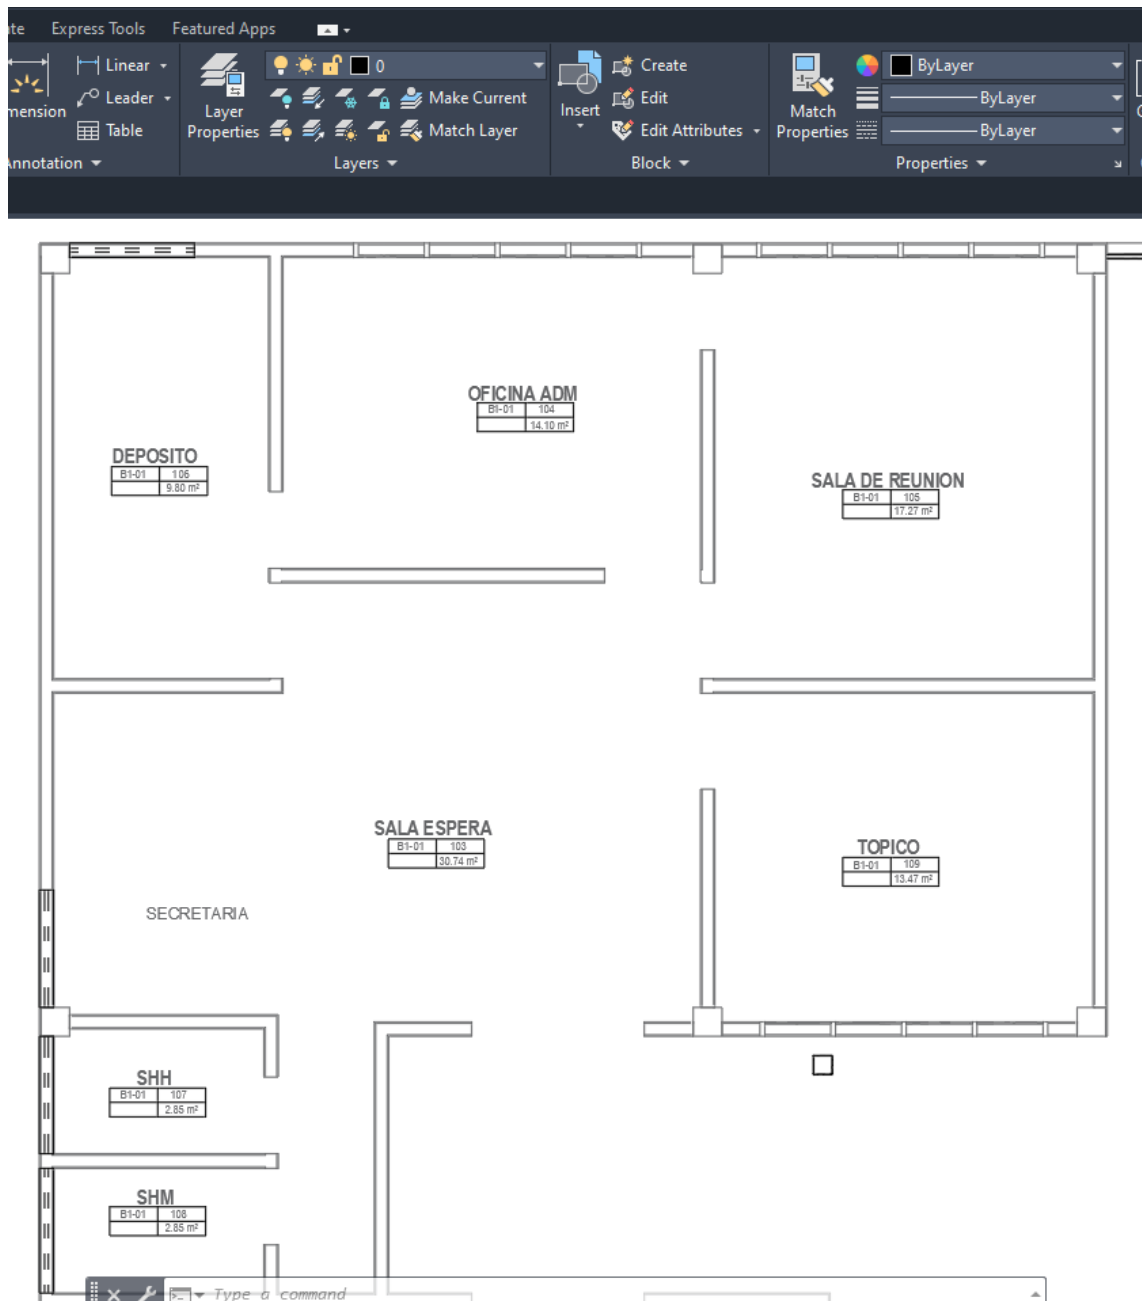 Express Tools Featured Apps
Linear
Leader
Table
Layer
Properties
0
Make Current
Match Layer
Insert
Create
Edit
Edit Attributes
Match
Properties
ByLayer
ByLayer
ByLayer
Layers
Block
Properties
OFICINA ADM
B1-01 104
14.10 m²
DEPOSITO
B1-01 106
9.80 m²
SALA DE REUNION
B1-01 105
17.27 m²
SALA ESPERA
B1-01 103
30.74 m²
TOPICO
B1-01 109
13.47 m²
SECRETARIA
SHH
B1-01 107
2.85 m²
SHM
B1-01 108
2.85 m²
Type a command